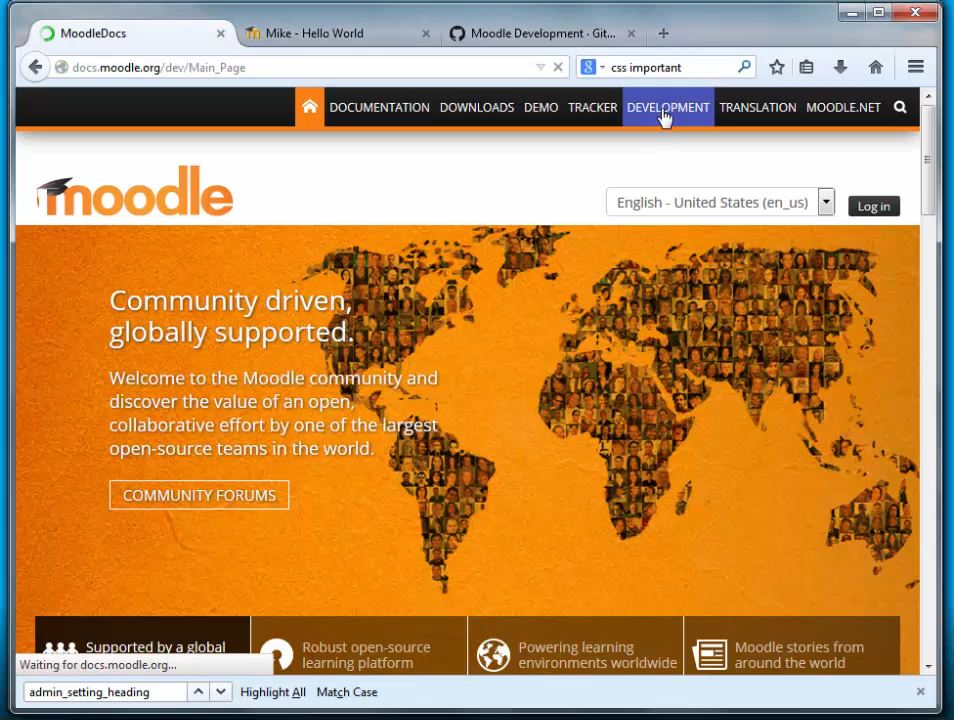 MoodleDocs
Mike - Hello World
Moodle Development · Git...
docs.moodle.org/dev/Main_Page
css important
DOCUMENTATION DOWNLOADS DEMO TRACKER DEVELOPMENT TRANSLATION MOODLE.NET
moodle
English - United States (en_us)
Log in
Community driven,
globally supported.
Welcome to the Moodle community and
discover the value of an open,
collaborative effort by one of the largest
open-source teams in the world.
COMMUNITY FORUMS
Supported by a global
Robust open-source
learning platform
Powering learning
environments worldwide
Moodle stories from
around the world
Waiting for docs.moodle.org...
admin_setting_heading
Highlight All
Match Case